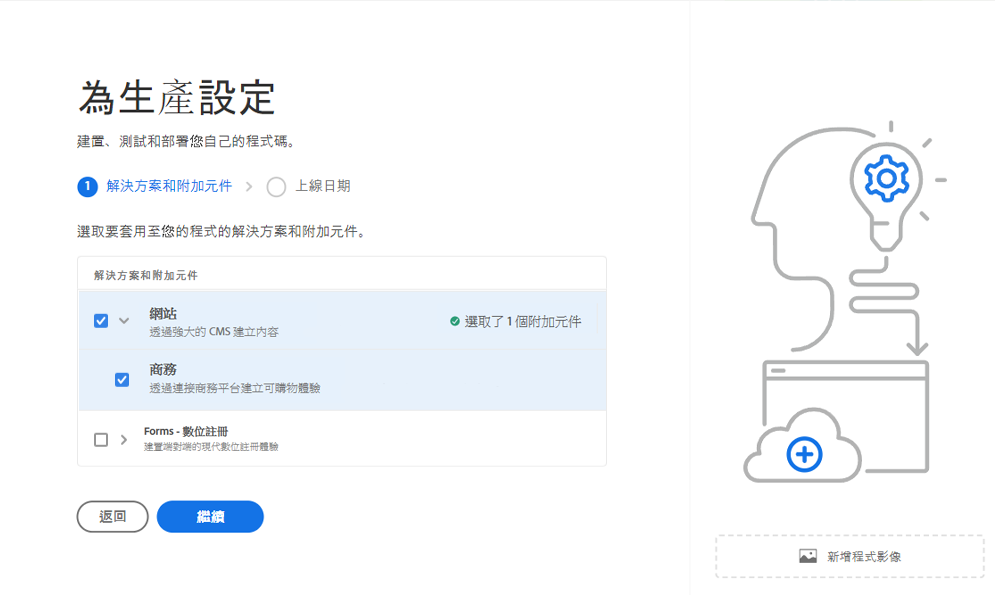 為生產設定
建置、測試和部署您自己的程式碼。
1 解決方案和附加元件 > 上線日期
選取要套用至您的程式的解決方案和附加元件。
解決方案和附加元件
網站
透過強大的 CMS 建立內容
選取了 1 個附加元件
商務
透過連接商務平台建立可購物體驗
Forms - 數位註冊
建置端對端的現代數位註冊體驗
返回
繼續
新增程式影像